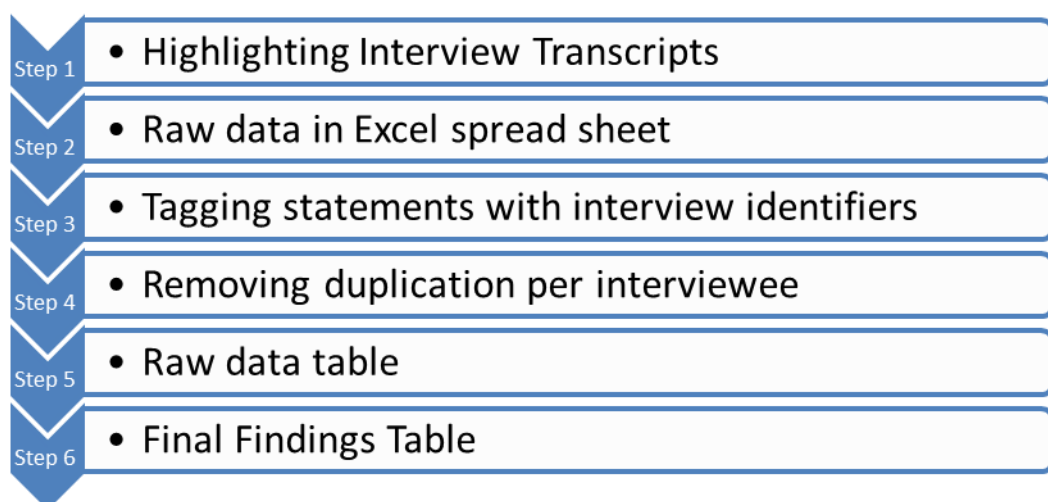 Step 1
• Highlighting Interview Transcripts
Step 2
• Raw data in Excel spread sheet
Step 3
• Tagging statements with interview identifiers
Step 4
• Removing duplication per interviewee
Step 5
• Raw data table
Step 6
• Final Findings Table